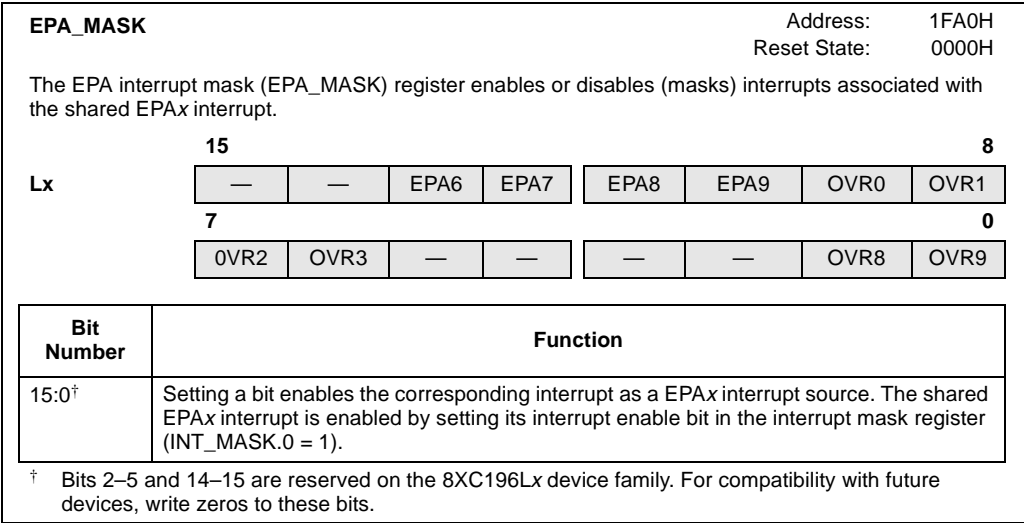 EPA_MASK Address: 1FA0H
Reset State: 0000H
The EPA interrupt mask (EPA_MASK) register enables or disables (masks) interrupts associated with
the shared EPAx interrupt.
15 8
Lx — — EPA6 EPA7 EPA8 EPA9 OVR0 OVR1
7 0
0VR2 OVR3 — — — — OVR8 OVR9
Bit Number Function
15:0† Setting a bit enables the corresponding interrupt as a EPAx interrupt source. The shared
EPAx interrupt is enabled by setting its interrupt enable bit in the interrupt mask register
(INT_MASK.0 = 1).
† Bits 2–5 and 14–15 are reserved on the 8XC196Lx device family. For compatibility with future
devices, write zeros to these bits.